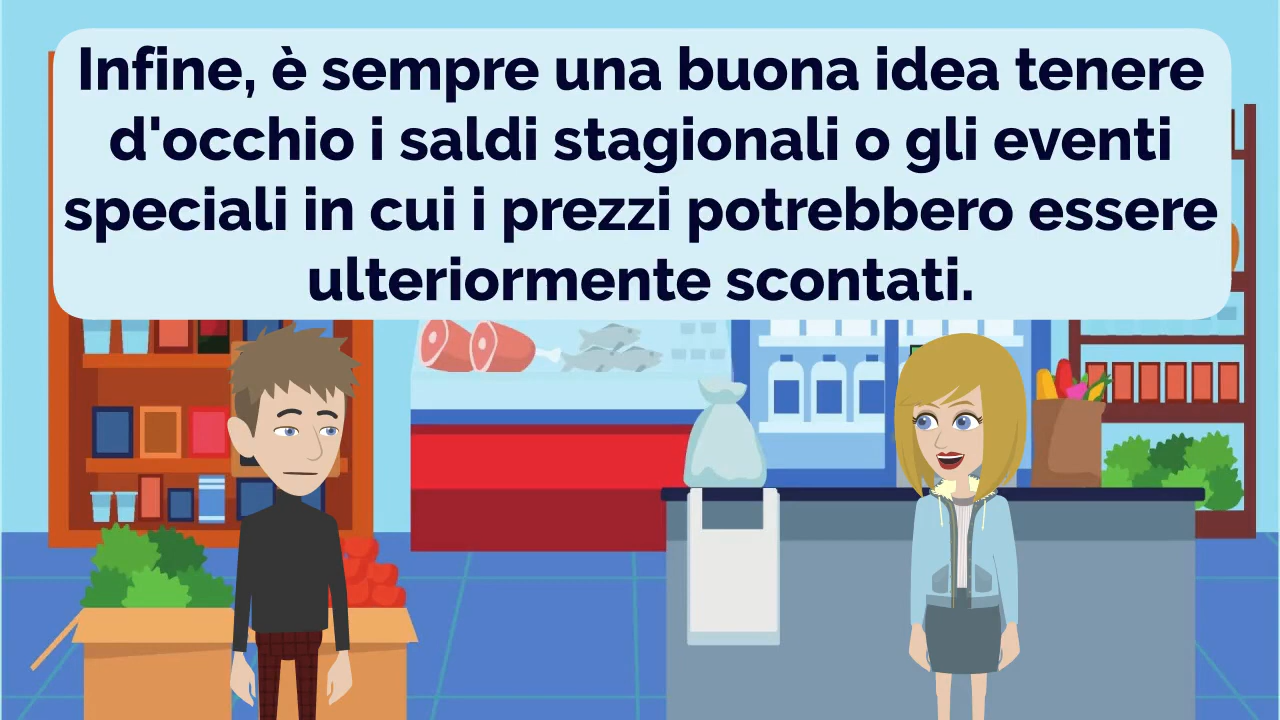 Infine, è sempre una buona idea tenere
d'occhio i saldi stagionali o gli eventi
speciali in cui i prezzi potrebbero essere
ulteriormente scontati.